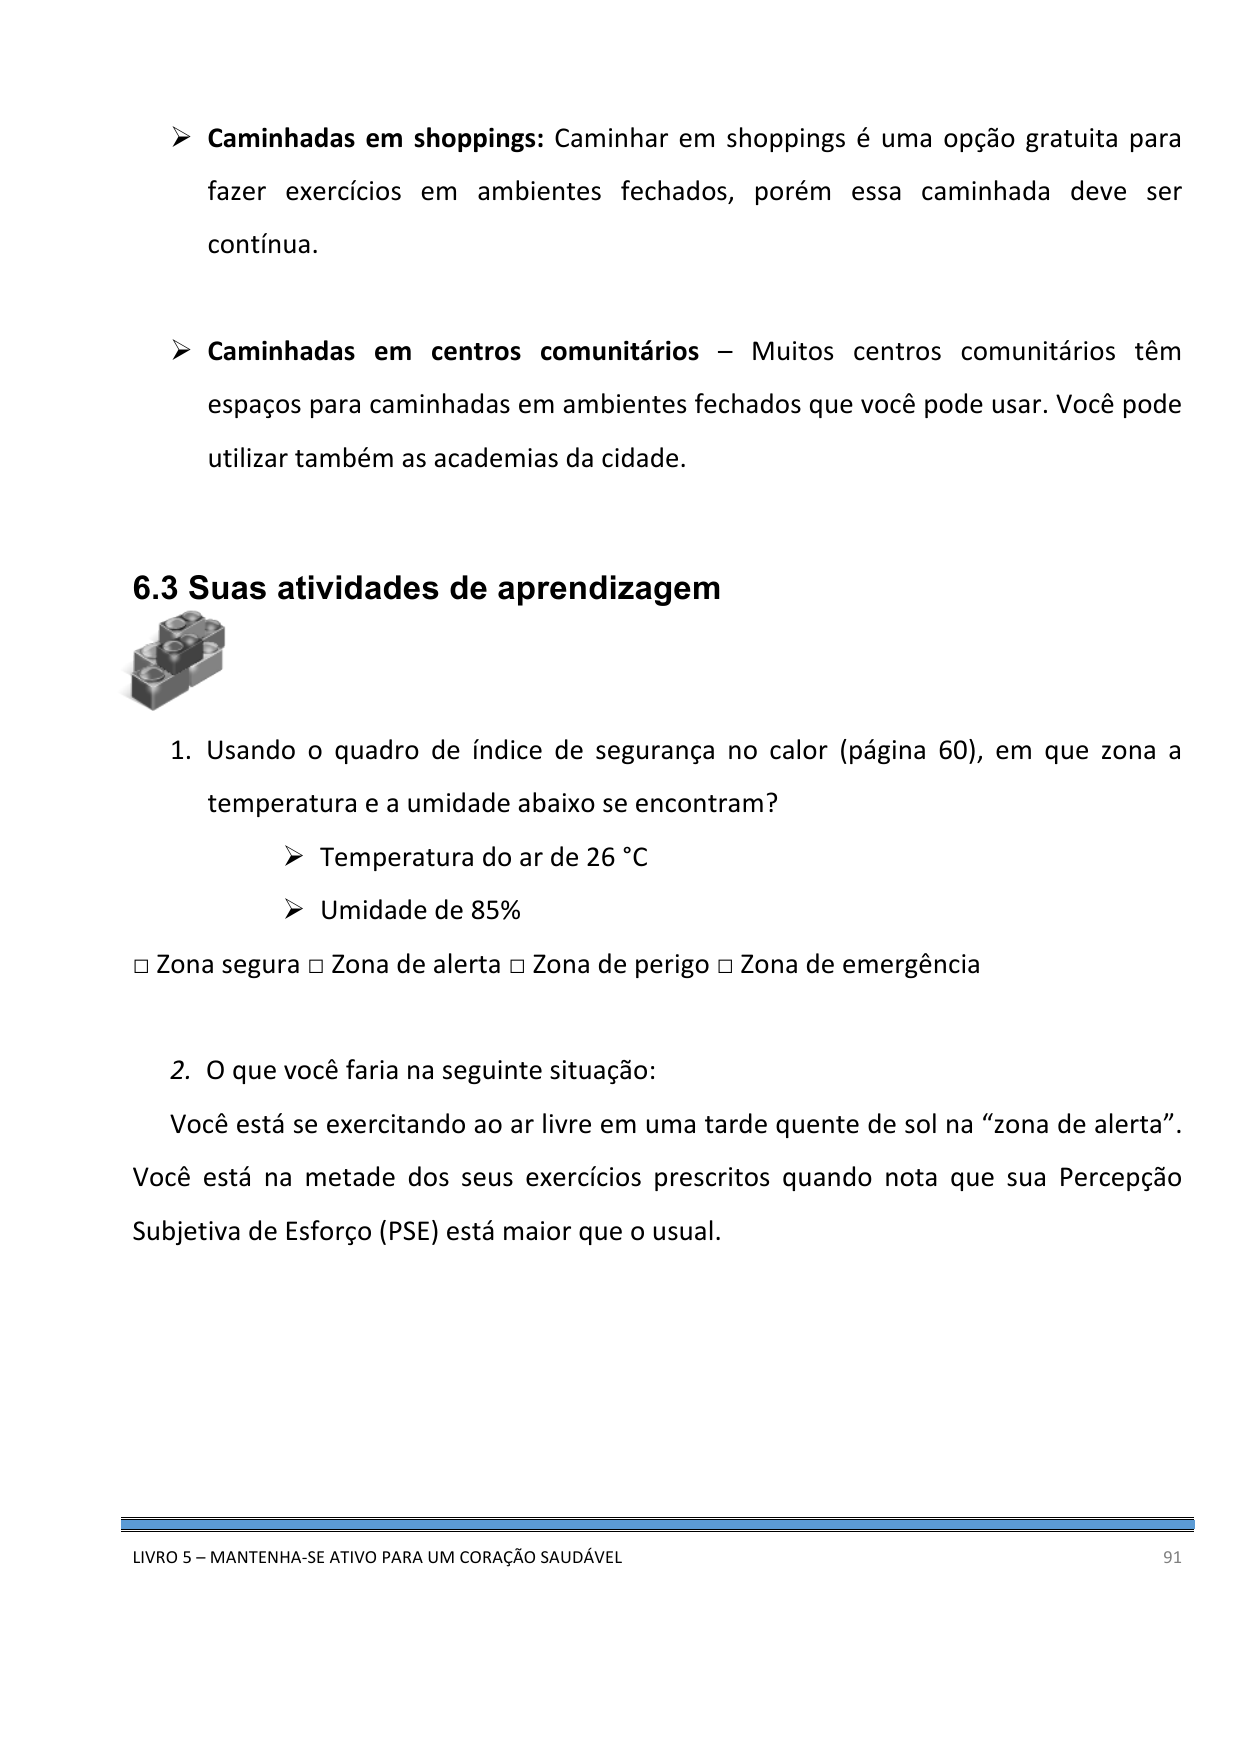 ➢ Caminhadas em shoppings: Caminhar em shoppings é uma opção gratuita para
fazer exercícios em ambientes fechados, porém essa caminhada deve ser
contínua.
➢ Caminhadas em centros comunitários – Muitos centros comunitários têm
espaços para caminhadas em ambientes fechados que você pode usar. Você pode
utilizar também as academias da cidade.
6.3 Suas atividades de aprendizagem
1. Usando o quadro de índice de segurança no calor (página 60), em que zona a
temperatura e a umidade abaixo se encontram?
➢ Temperatura do ar de 26 °C
➢ Umidade de 85%
□ Zona segura □ Zona de alerta □ Zona de perigo □ Zona de emergência
2. O que você faria na seguinte situação:
Você está se exercitando ao ar livre em uma tarde quente de sol na “zona de alerta”.
Você está na metade dos seus exercícios prescritos quando nota que sua Percepção
Subjetiva de Esforço (PSE) está maior que o usual.
LIVRO 5 – MANTENHA-SE ATIVO PARA UM CORAÇÃO SAUDÁVEL 91